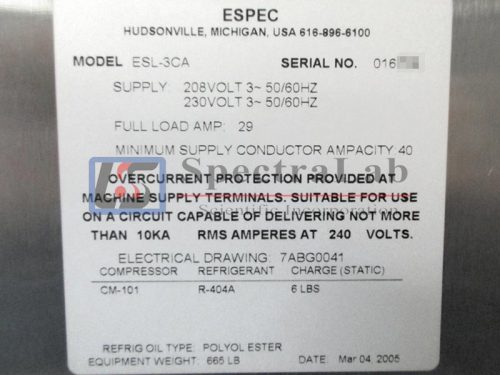 ESPEC
HUDSONVILLE, MICHIGAN, USA 616-896-6100
MODEL ESL-3CA SERIAL NO. 016
SUPPLY: 208VOLT 3~ 50/60HZ
230VOLT 3~ 50/60HZ
FULL LOAD AMP: 29
MINIMUM SUPPLY CONDUCTOR AMPACITY: 40
SpectraLab
Scientific Incorporated
OVERCURRENT PROTECTION PROVIDED AT
MACHINE SUPPLY TERMINALS. SUITABLE FOR USE
ON A CIRCUIT CAPABLE OF DELIVERING NOT MORE
THAN 10KA RMS AMPERES AT 240 VOLTS.
ELECTRICAL DRAWING: 7ABG0041
COMPRESSOR REFRIGERANT CHARGE (STATIC)
CM-101 R-404A 6 LBS
REFRIG OIL TYPE: POLYOL ESTER
EQUIPMENT WEIGHT: 665 LB DATE: Mar 04, 2005